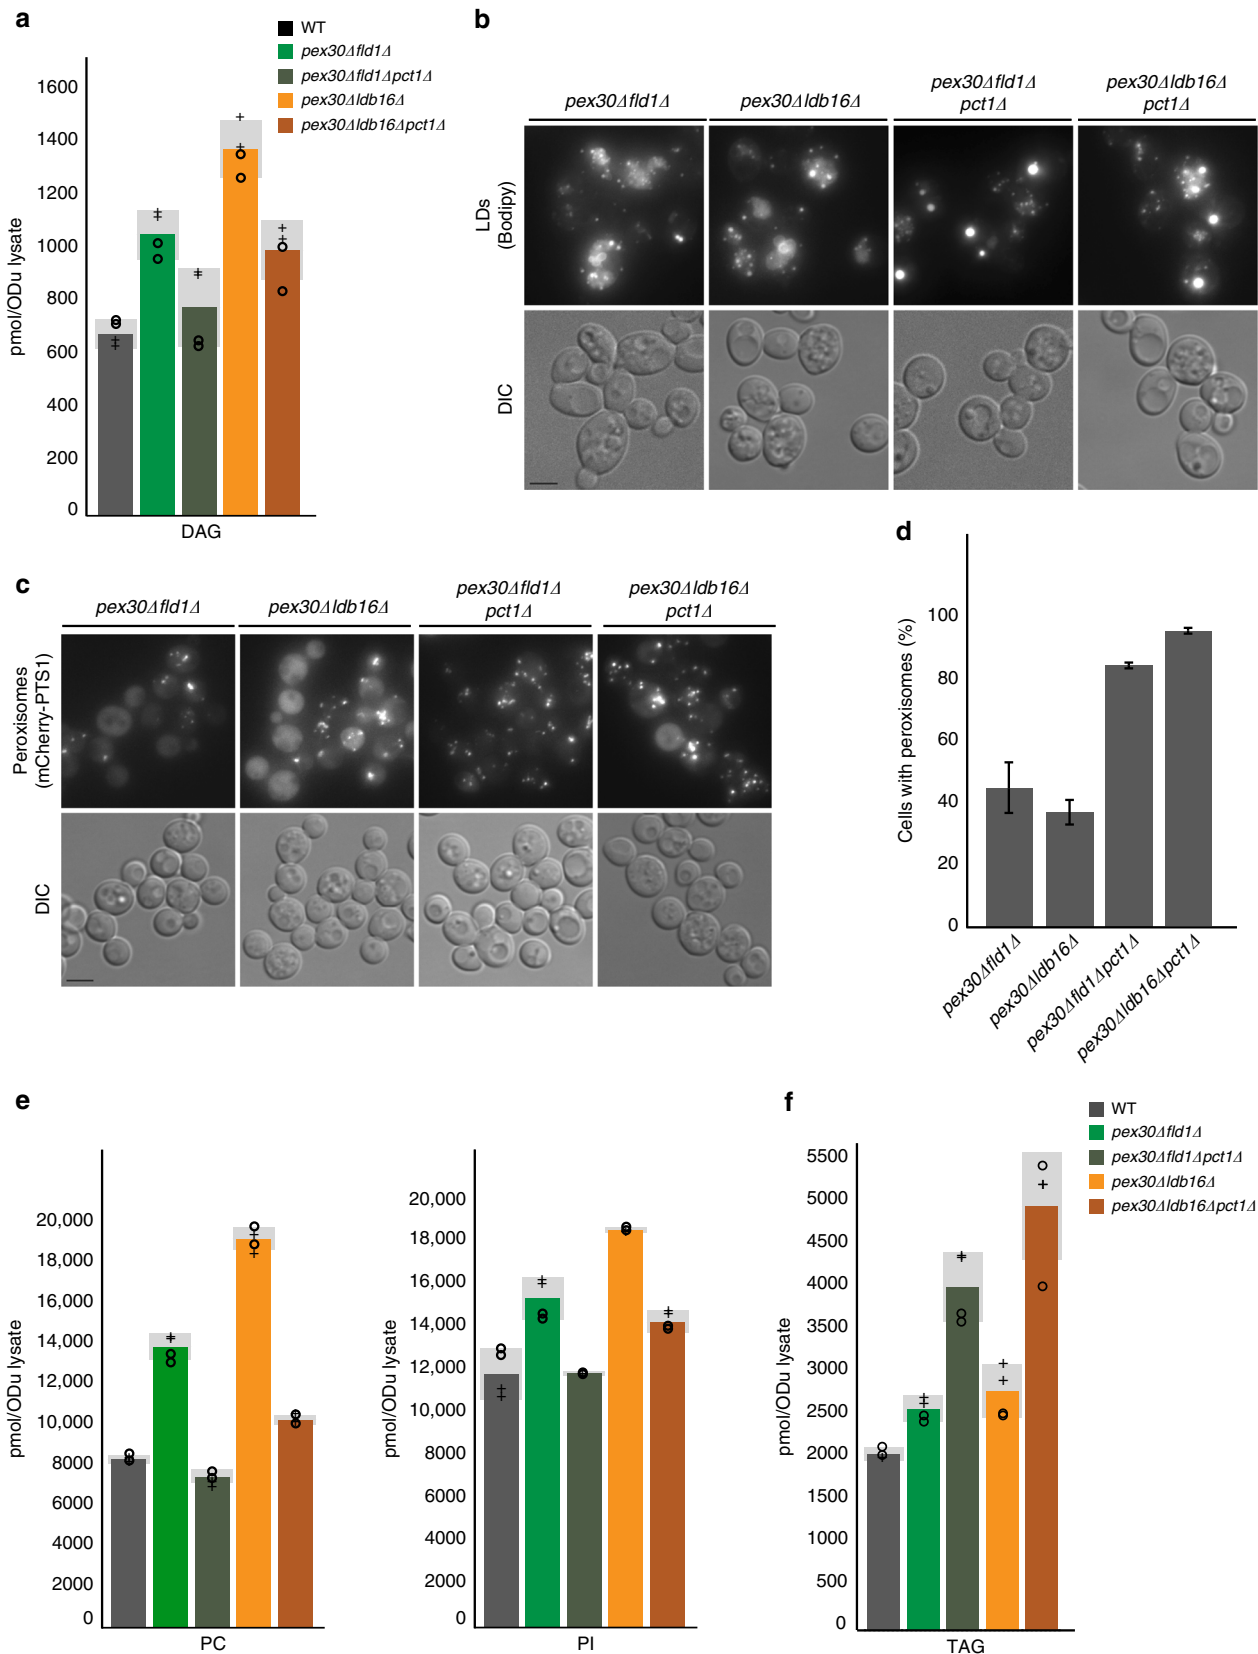 a
WT
pex30Δfld1Δ
pex30Δfld1Δpct1Δ
pex30Δldb16Δ
pex30Δldb16Δpct1Δ
1600
1400
1200
1000
800
600
400
200
0
pmol/ODu lysate
DAG
b
pex30Δfld1Δ
pex30Δldb16Δ
pex30Δfld1Δ
pct1Δ
pex30Δldb16Δ
pct1Δ
LDs
(Bodipy)
DIC
c
pex30Δfld1Δ
pex30Δldb16Δ
pex30Δfld1Δ
pct1Δ
pex30Δldb16Δ
pct1Δ
Peroxisomes
(mCherry-PTS1)
DIC
d
100
80
60
40
20
0
Cells with peroxisomes (%)
pex30Δfld1Δ
pex30Δldb16Δ
pex30Δfld1Δpct1Δ
pex30Δldb16Δpct1Δ
e
20,000
18,000
16,000
14,000
12,000
10,000
8000
6000
4000
2000
0
pmol/ODu lysate
PC
20,000
18,000
16,000
14,000
12,000
10,000
8000
6000
4000
2000
0
pmol/ODu lysate
PI
f
WT
pex30Δfld1Δ
pex30Δfld1Δpct1Δ
pex30Δldb16Δ
pex30Δldb16Δpct1Δ
5500
5000
4500
4000
3500
3000
2500
2000
1500
1000
500
0
pmol/ODu lysate
TAG